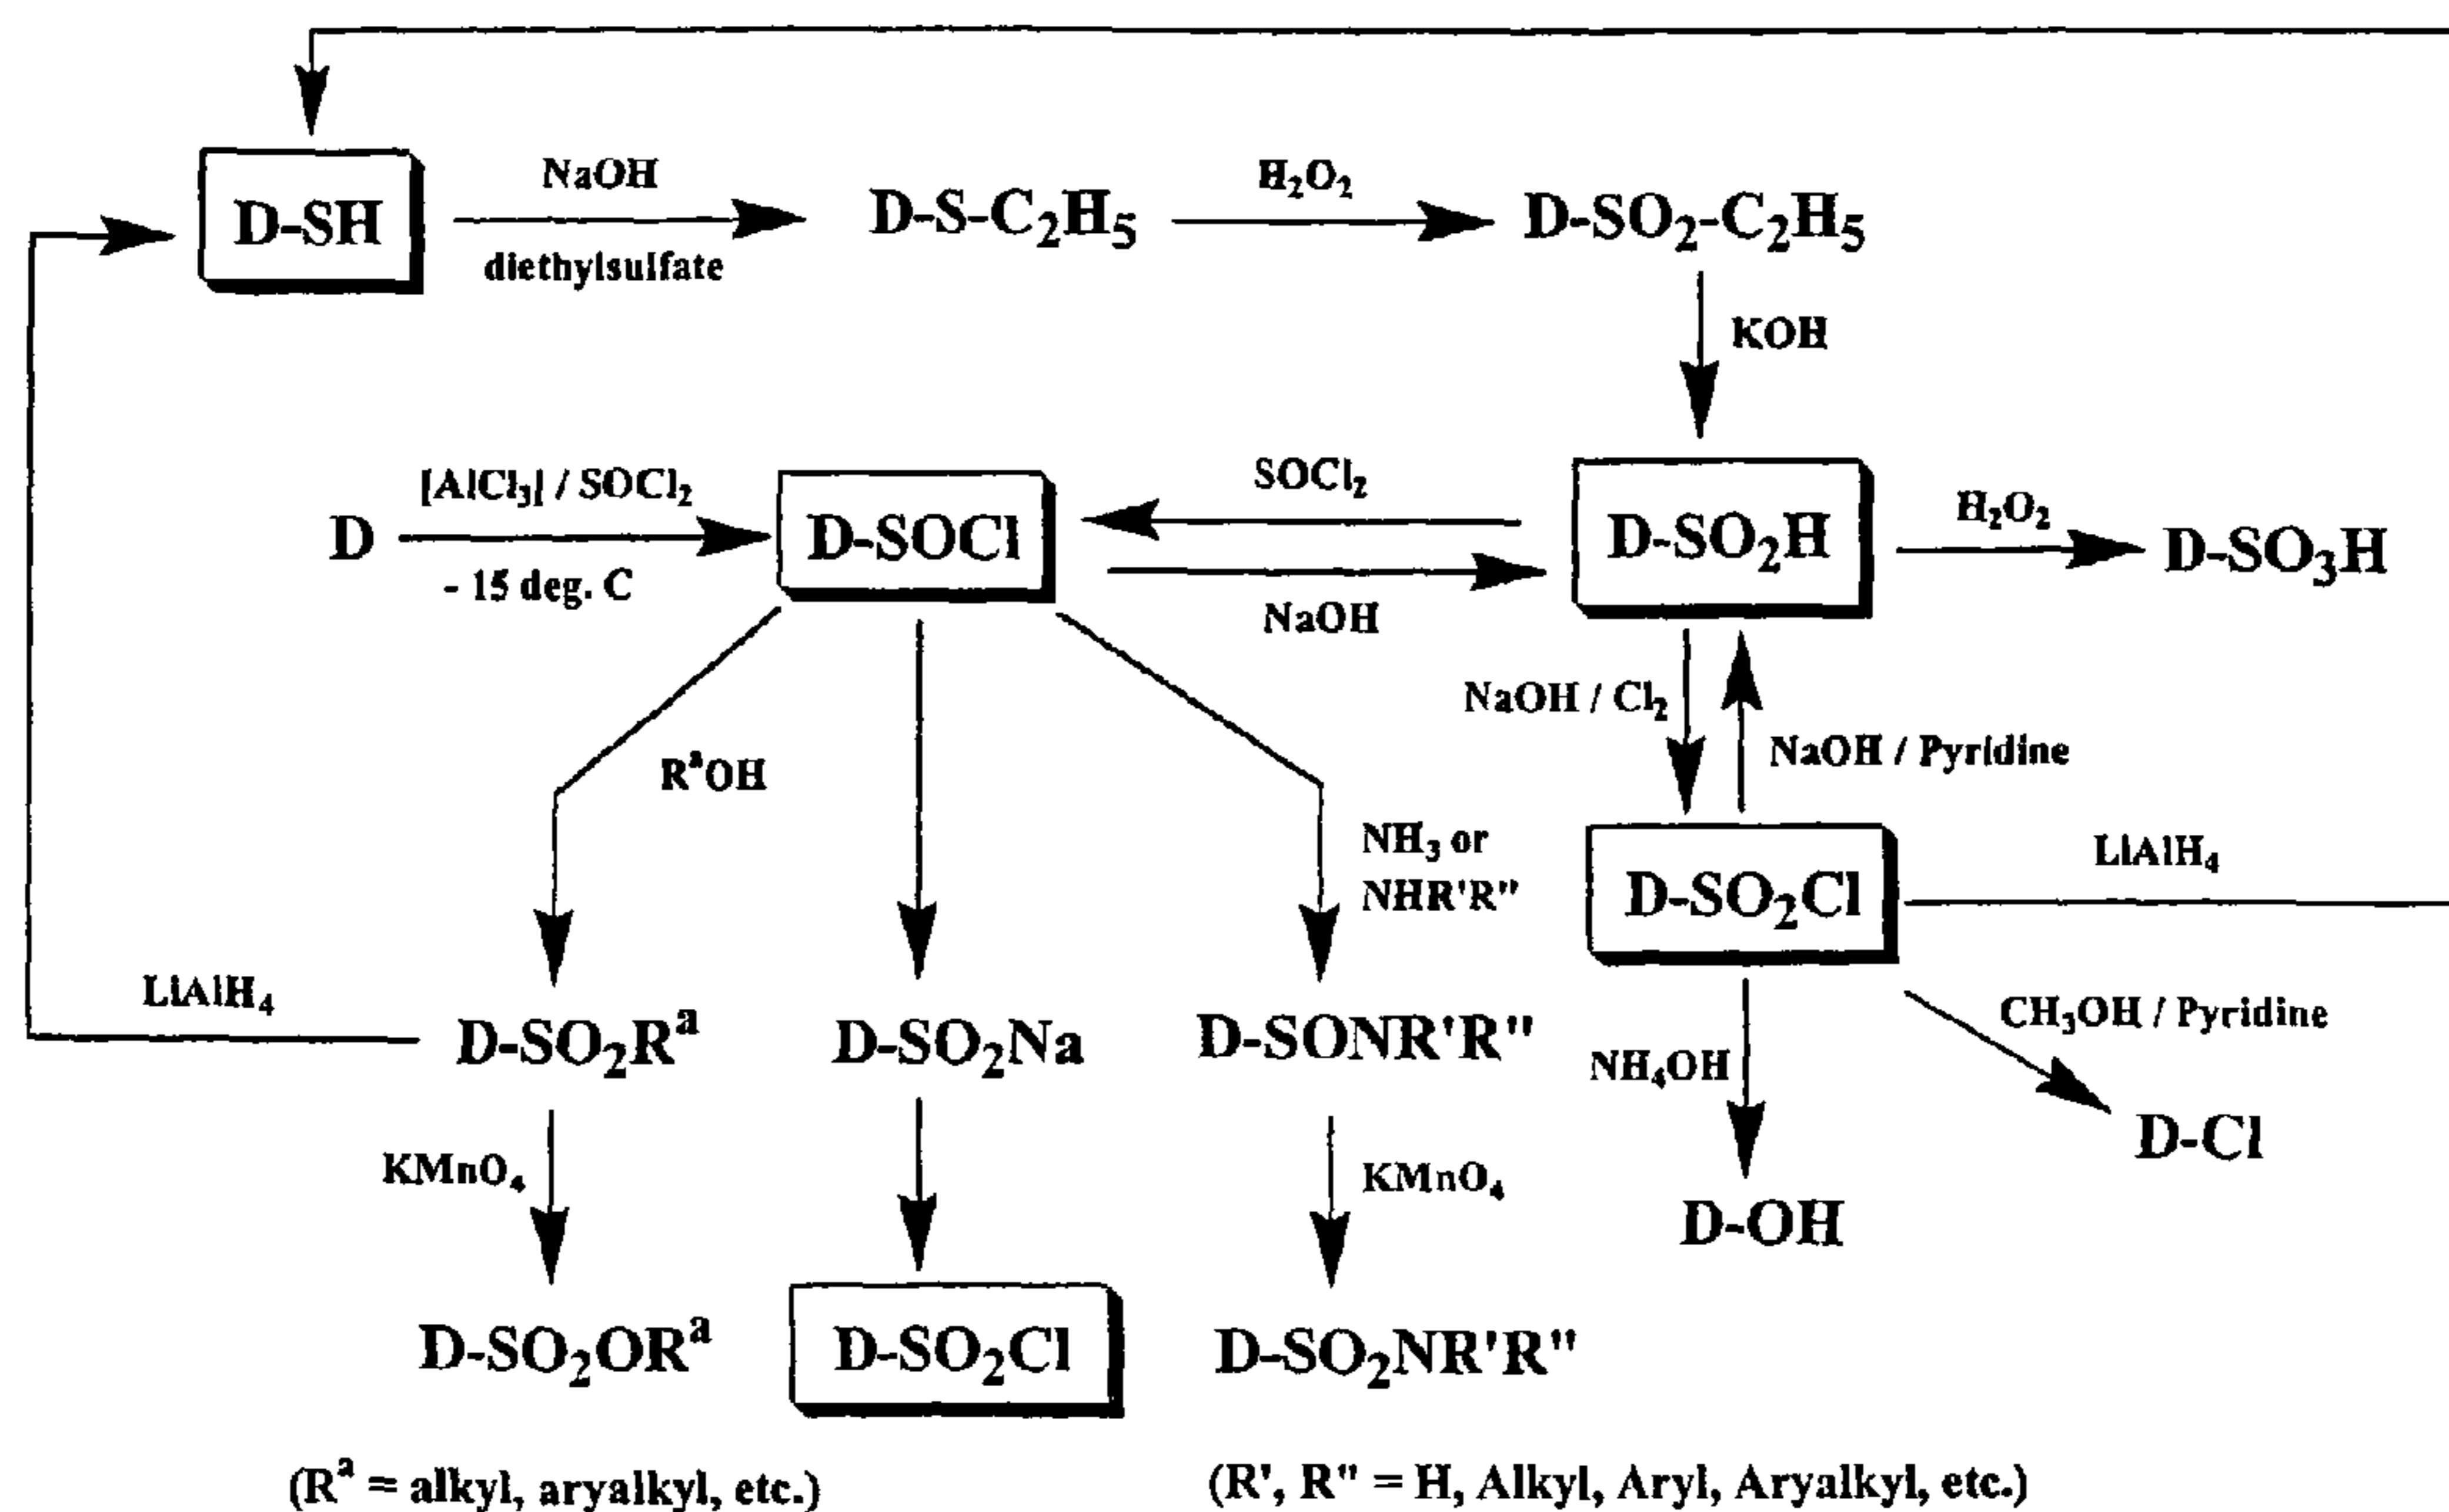 NaOH
H₂O₂
D-SH
D-S-C₂H₅
D-SO₂-C₂H₅
diethylsulfate
KOH
[AlCl₃] / SOCl₂
SOCl₂
H₂O₂
D
D-SOCl
D-SO₂H
D-SO₃H
- 15 deg. C
NaOH
NaOH / Cl₂
NaOH / Pyridine
RᵃOH
NH₃ or
NHR'R"
LiAlH₄
D-SO₂Cl
LiAlH₄
CH₃OH / Pyridine
D-SO₂Rᵃ
D-SO₂Na
D-SONR'R"
NH₄OH
D-Cl
KMnO₄
KMnO₄
D-OH
D-SO₂ORᵃ
D-SO₂Cl
D-SO₂NR'R"
(Rᵃ = alkyl, aryalkyl, etc.)
(R', R" = H, Alkyl, Aryl, Aryalkyl, etc.)